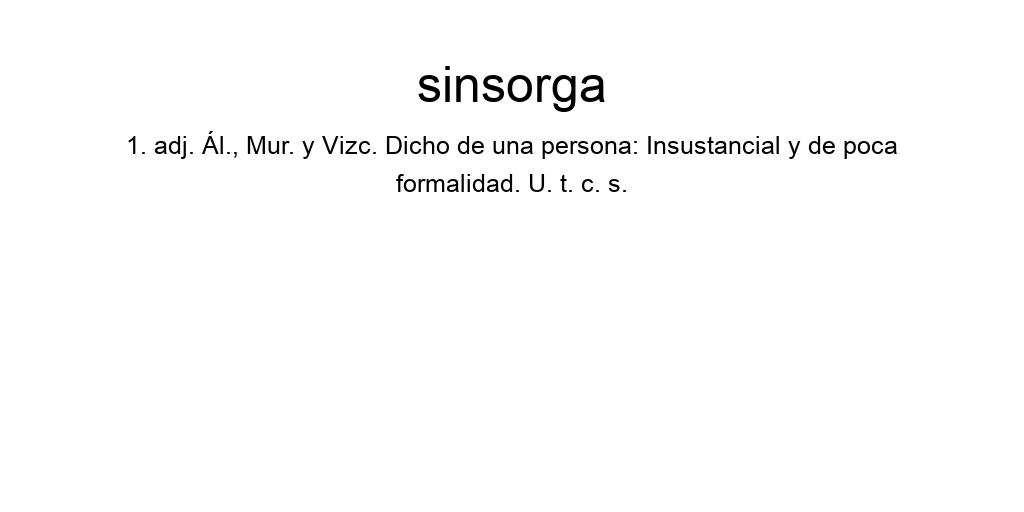 sinsorga
1. adj. Ál., Mur. y Vizc. Dicho de una persona: Insustancial y de poca
formalidad. U. t. c. s.